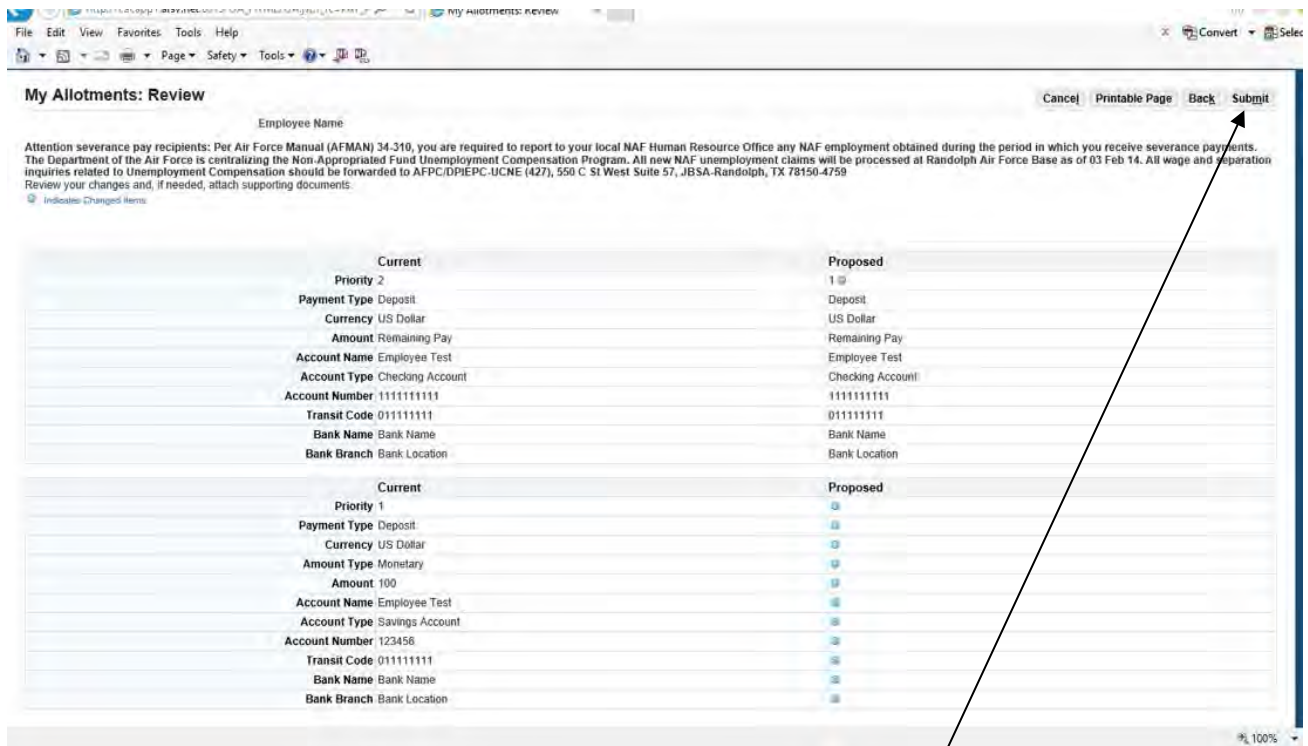 My Allotments: Review
File Edit View Favorites Tools Help
x Convert Selec
Page Safety Tools
My Allotments: Review
Cancel Printable Page Back Submit
Employee Name
Attention severance pay recipients: Per Air Force Manual (AFMAN) 34-310, you are required to report to your local NAF Human Resource Office any NAF employment obtained during the period in which you receive severance payments.
The Department of the Air Force is centralizing the Non-Appropriated Fund Unemployment Compensation Program. All new NAF unemployment claims will be processed at Randolph Air Force Base as of 03 Feb 14. All wage and separation
inquiries related to Unemployment Compensation should be forwarded to AFPC/DPIEPC-UCNE (427), 550 C St West Suite 57, JBSA-Randolph, TX 78150-4759
Review your changes and, if needed, attach supporting documents.
Indicates Changed Items
Current Proposed
Priority 2 1
Payment Type Deposit Deposit
Currency US Dollar US Dollar
Amount Remaining Pay Remaining Pay
Account Name Employee Test Employee Test
Account Type Checking Account Checking Account
Account Number 1111111111 1111111111
Transit Code 011111111 011111111
Bank Name Bank Name Bank Name
Bank Branch Bank Location Bank Location
Current Proposed
Priority 1
Payment Type Deposit
Currency US Dollar
Amount Type Monetary
Amount 100
Account Name Employee Test
Account Type Savings Account
Account Number 123456
Transit Code 011111111
Bank Name Bank Name
Bank Branch Bank Location
100%